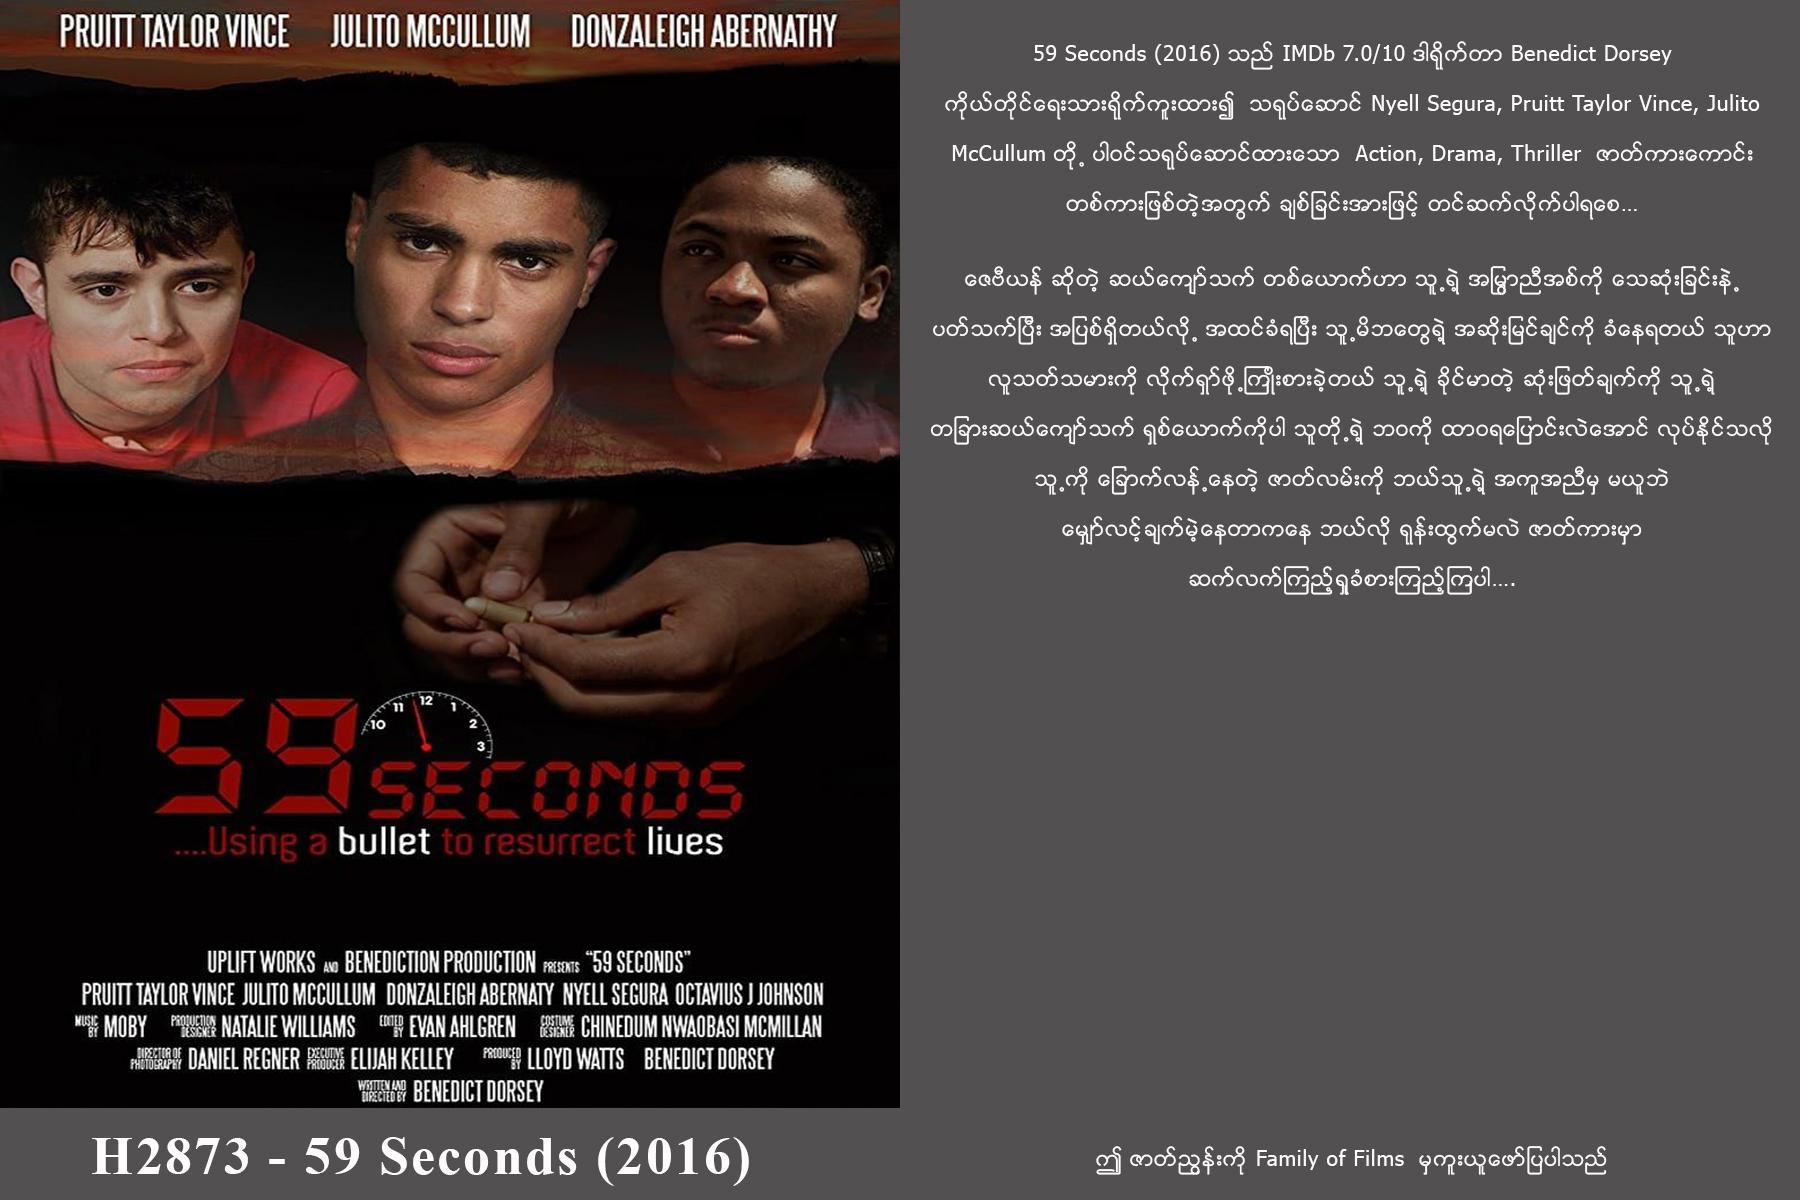 PRUITT TAYLOR VINCE JULITO MCCULLUM DONZALEIGH ABERNATHY
10 11 12 1 2 3
59 SECONDS
....Using a bullet to resurrect lives
UPLIFT WORKS AND BENEDICTION PRODUCTION PRESENTS “59 SECONDS”
PRUITT TAYLOR VINCE JULITO MCCULLUM DONZALEIGH ABERNATY NYELL SEGURA OCTAVIUS J JOHNSON
MUSIC BY MOBY PRODUCTION DESIGNER NATALIE WILLIAMS EDITED BY EVAN AHLGREN COSTUME DESIGNER CHINEDUM NWAOBASI MCMILLAN
DIRECTOR OF PHOTOGRAPHY DANIEL REGNER EXECUTIVE PRODUCER ELIJAH KELLEY PRODUCED BY LLOYD WATTS BENEDICT DORSEY
WRITTEN AND DIRECTED BY BENEDICT DORSEY
H2873 - 59 Seconds (2016)
59 Seconds (2016) သည် IMDb 7.0/10 ဒါရိုက်တာ Benedict Dorsey
ကိုယ်တိုင်ရေးသားရိုက်ကူးထား၍ သရုပ်ဆောင် Nyell Segura, Pruitt Taylor Vince, Julito
McCullum တို့ ပါဝင်သရုပ်ဆောင်ထားသော Action, Drama, Thriller ဇာတ်ကားကောင်း
တစ်ကားဖြစ်တဲ့အတွက် ချစ်ခြင်းအားဖြင့် တင်ဆက်လိုက်ပါရစေ...
ဇေဗီယန် ဆိုတဲ့ ဆယ်ကျော်သက် တစ်ယောက်ဟာ သူ့ရဲ့ အမြွှာညီအစ်ကို သေဆုံးခြင်းနဲ့
ပတ်သက်ပြီး အပြစ်ရှိတယ်လို့ အထင်ခံရပြီး သူ့မိဘတွေရဲ့ အဆိုးမြင်ချင်ကို ခံနေရတယ် သူဟာ
လူသတ်သမားကို လိုက်ရှာ်ဖို့ကြိုးစားခဲ့တယ် သူ့ရဲ့ ခိုင်မာတဲ့ ဆုံးဖြတ်ချက်ကို သူ့ရဲ့
တခြားဆယ်ကျော်သက် ရှစ်ယောက်ကိုပါ သူတို့ရဲ့ ဘဝကို ထာဝရပြောင်းလဲအောင် လုပ်နိုင်သလို
သူ့ကို ခြောက်လန့်နေတဲ့ ဇာတ်လမ်းကို ဘယ်သူ့ရဲ့ အကူအညီမှ မယူဘဲ
မျှော်လင့်ချက်မဲ့နေတာကနေ ဘယ်လို ရုန်းထွက်မလဲ ဇာတ်ကားမှာ
ဆက်လက်ကြည့်ရှုခံစားကြည့်ကြပါ....
ဤ ဇာတ်ညွှန်းကို Family of Films မှကူးယူဖော်ပြပါသည်